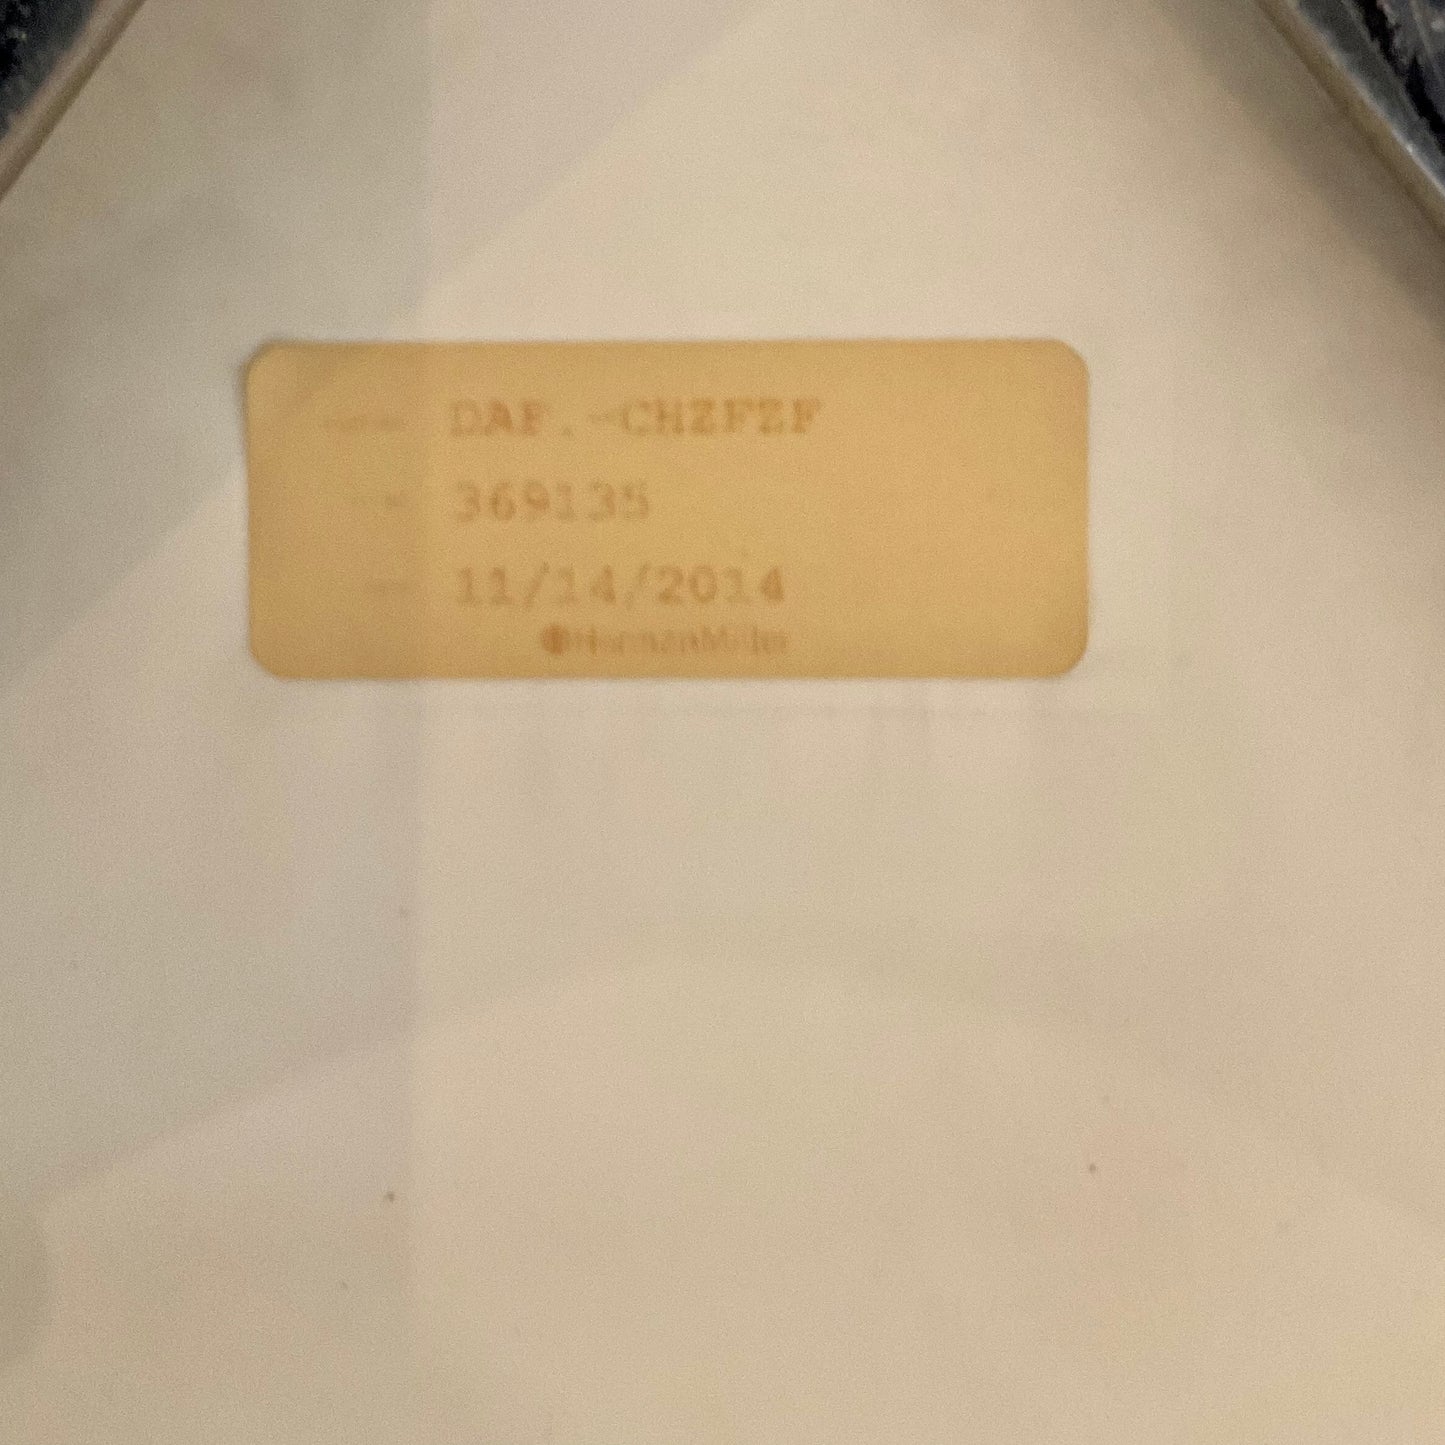 DAF.-CHZFZF
369135
11/14/2014
HermanMiller